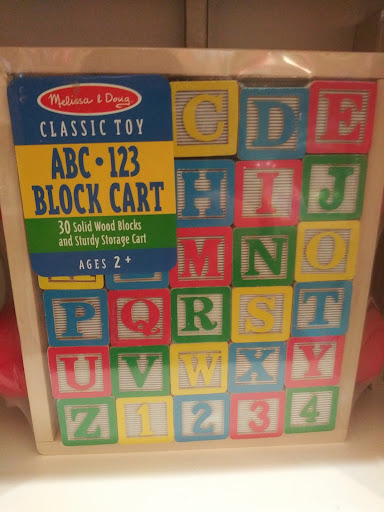 Melissa & Doug
CLASSIC TOY
ABC • 123
BLOCK CART
30 Solid Wood Blocks
and Sturdy Storage Cart
AGES 2+
C D E
H I J
M N O
P Q R S T
U V W X Y
Z 1 2 3 4